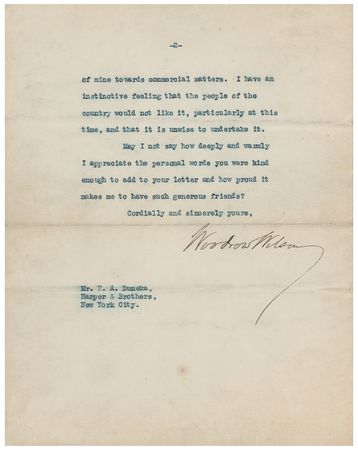 -2-
of mine towards commercial matters. I have an
instinctive feeling that the people of the
country would not like it, particularly at this
time, and that it is unwise to undertake it.
May I not say how deeply and warmly
I appreciate the personal words you were kind
enough to add to your letter and how proud it
makes me to have such generous friends?
Cordially and sincerely yours,
Woodrow Wilson
Mr. F. A. Duneka,
Harper & Brothers,
New York City.